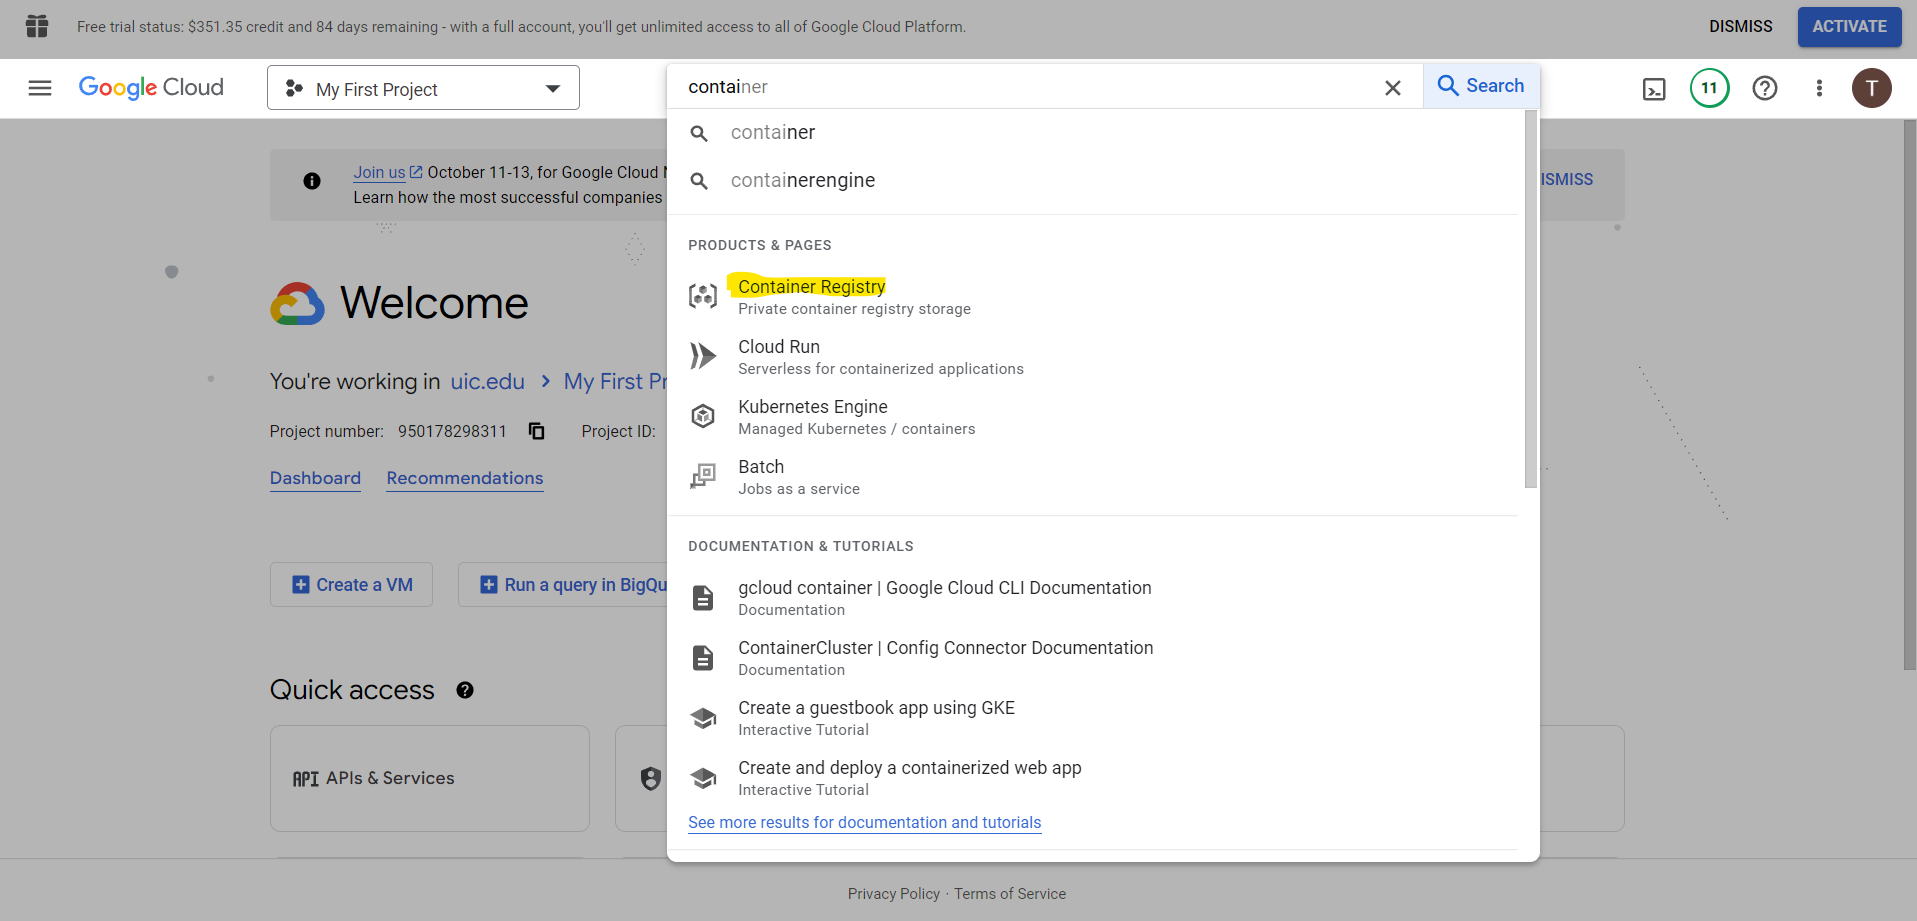 Free trial status: $351.35 credit and 84 days remaining - with a full account, you'll get unlimited access to all of Google Cloud Platform.
DISMISS
ACTIVATE
Google Cloud
My First Project
container
Search
11
T
container
containerengine
Join us October 11-13, for Google Cloud
Learn how the most successful companies
ISMISS
PRODUCTS & PAGES
Container Registry
Private container registry storage
Cloud Run
Serverless for containerized applications
Kubernetes Engine
Managed Kubernetes / containers
Batch
Jobs as a service
Welcome
You're working in uic.edu > My First Pr
Project number: 950178298311 Project ID:
Dashboard Recommendations
DOCUMENTATION & TUTORIALS
gcloud container | Google Cloud CLI Documentation
Documentation
ContainerCluster | Config Connector Documentation
Documentation
Create a guestbook app using GKE
Interactive Tutorial
Create and deploy a containerized web app
Interactive Tutorial
See more results for documentation and tutorials
Create a VM
Run a query in BigQu
Quick access
API APIs & Services
Privacy Policy · Terms of Service